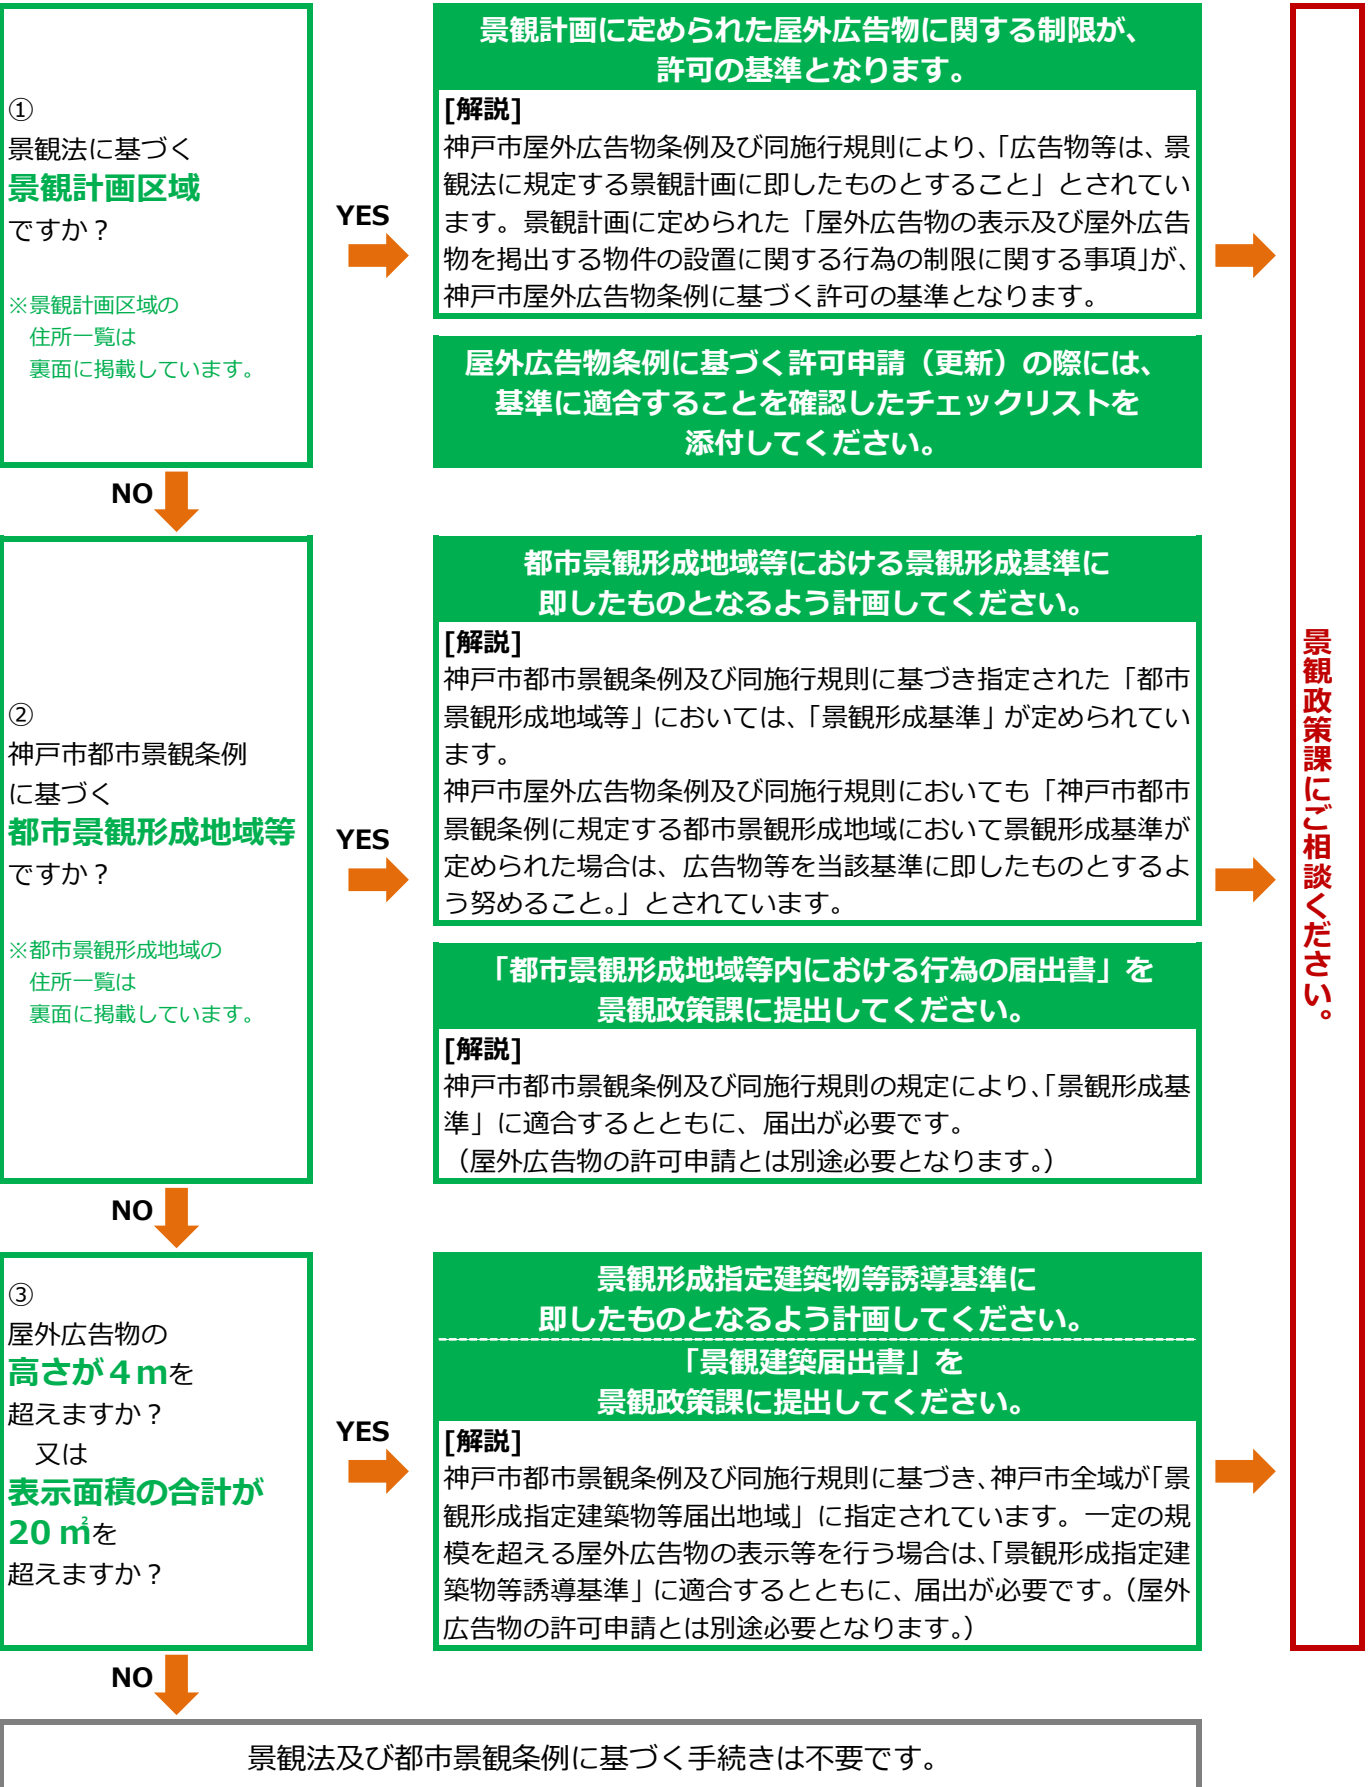 ①
景観法に基づく
景観計画区域
ですか？
※景観計画区域の
住所一覧は
裏面に掲載しています。
YES
景観計画に定められた屋外広告物に関する制限が、
許可の基準となります。
[解説]
神戸市屋外広告物条例及び同施行規則により、「広告物等は、景
観法に規定する景観計画に即したものとすること」とされてい
ます。景観計画に定められた「屋外広告物の表示及び屋外広告
物を掲出する物件の設置に関する行為の制限に関する事項」が、
神戸市屋外広告物条例に基づく許可の基準となります。
屋外広告物条例に基づく許可申請（更新）の際には、
基準に適合することを確認したチェックリストを
添付してください。
NO
②
神戸市都市景観条例
に基づく
都市景観形成地域等
ですか？
※都市景観形成地域の
住所一覧は
裏面に掲載しています。
YES
都市景観形成地域等における景観形成基準に
即したものとなるよう計画してください。
[解説]
神戸市都市景観条例及び同施行規則に基づき指定された「都市
景観形成地域等」においては、「景観形成基準」が定められてい
ます。
神戸市屋外広告物条例及び同施行規則においても「神戸市都市
景観条例に規定する都市景観形成地域において景観形成基準が
定められた場合は、広告物等を当該基準に即したものとするよ
う努めること。」とされています。
「都市景観形成地域等内における行為の届出書」を
景観政策課に提出してください。
[解説]
神戸市都市景観条例及び同施行規則の規定により、「景観形成基
準」に適合するとともに、届出が必要です。
（屋外広告物の許可申請とは別途必要となります。）
NO
③
屋外広告物の
高さが４ｍを
超えますか？
又は
表示面積の合計が
20 ㎡を
超えますか？
YES
景観形成指定建築物等誘導基準に
即したものとなるよう計画してください。
「景観建築届出書」を
景観政策課に提出してください。
[解説]
神戸市都市景観条例及び同施行規則に基づき、神戸市全域が「景
観形成指定建築物等届出地域」に指定されています。一定の規
模を超える屋外広告物の表示等を行う場合は、「景観形成指定建
築物等誘導基準」に適合するとともに、届出が必要です。（屋外
広告物の許可申請とは別途必要となります。）
NO
景観法及び都市景観条例に基づく手続きは不要です。
景観政策課にご相談ください。